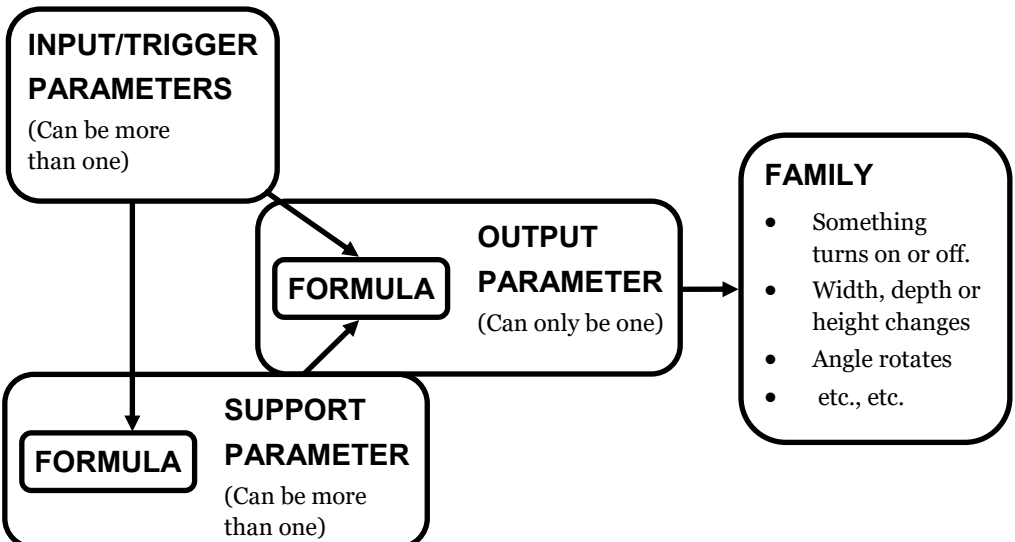 INPUT/TRIGGER
PARAMETERS
(Can be more
than one)
FORMULA
OUTPUT
PARAMETER
(Can only be one)
FAMILY
• Something
turns on or off.
• Width, depth or
height changes
• Angle rotates
• etc., etc.
FORMULA
SUPPORT
PARAMETER
(Can be more
than one)